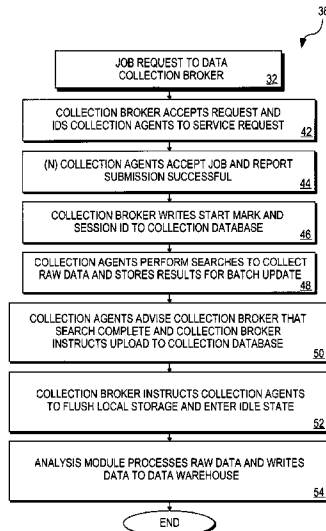 36
JOB REQUEST TO DATA
COLLECTION BROKER
32
COLLECTION BROKER ACCEPTS REQUEST AND
IDS COLLECTION AGENTS TO SERVICE REQUEST
42
(N) COLLECTION AGENTS ACCEPT JOB AND REPORT
SUBMISSION SUCCESSFUL
44
COLLECTION BROKER WRITES START MARK AND
SESSION ID TO COLLECTION DATABASE
46
COLLECTION AGENTS PERFORM SEARCHES TO COLLECT
RAW DATA AND STORES RESULTS FOR BATCH UPDATE
48
COLLECTION AGENTS ADVISE COLLECTION BROKER THAT
SEARCH COMPLETE AND COLLECTION BROKER
INSTRUCTS UPLOAD TO COLLECTION DATABASE
50
COLLECTION BROKER INSTRUCTS COLLECTION AGENTS
TO FLUSH LOCAL STORAGE AND ENTER IDLE STATE
52
ANALYSIS MODULE PROCESSES RAW DATA AND WRITES
DATA TO DATA WAREHOUSE
54
END